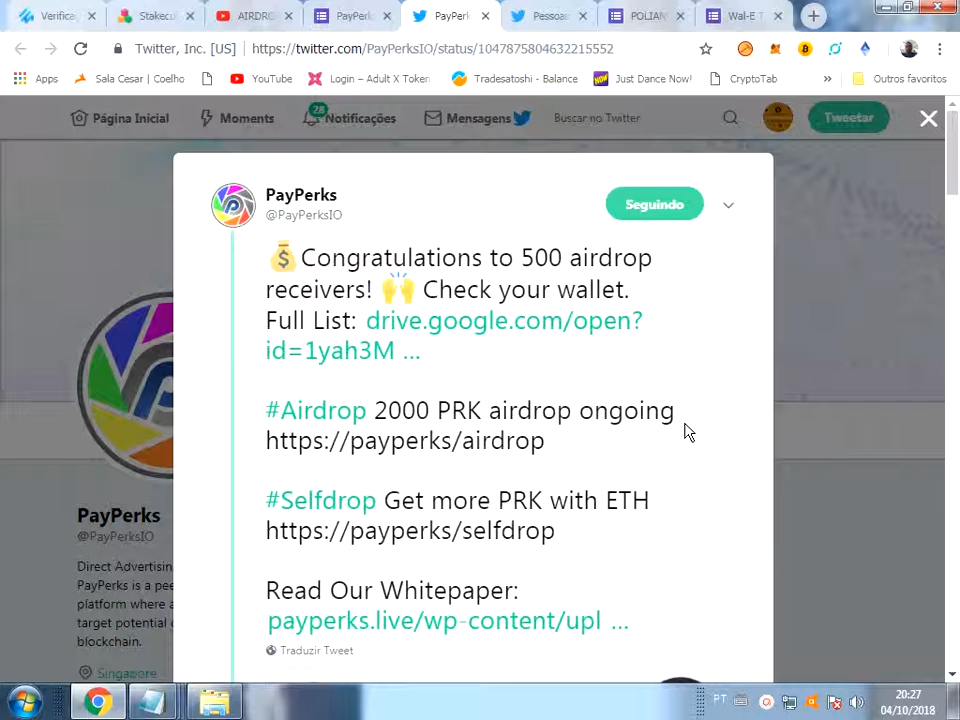 Verifica
Stakecu
AIRDRO
PayPerk
PayPerk
Pessoa
POLIAN
Wal-E T
Twitter, Inc. [US]
https://twitter.com/PayPerksIO/status/1047875804632215552
Apps
Sala Cesar | Coelho
YouTube
Login – Adult X Token
Tradesatoshi - Balance
Just Dance Now!
CryptoTab
»
Outros favoritos
Página Inicial
Moments
28
Notificações
Mensagens
Buscar no Twitter
Tweetar
PayPerks
@PayPerksIO
Seguindo
💰Congratulations to 500 airdrop
receivers! 🙌 Check your wallet.
Full List: drive.google.com/open?
id=1yah3M …
#Airdrop 2000 PRK airdrop ongoing
https://payperks/airdrop
#Selfdrop Get more PRK with ETH
https://payperks/selfdrop
Read Our Whitepaper:
payperks.live/wp-content/upl …
Traduzir Tweet
PayPerks
@PayPerksIO
Direct Advertisin
PayPerks is a pee
platform where a
target potential c
blockchain.
Singapore
PT
20:27
04/10/2018